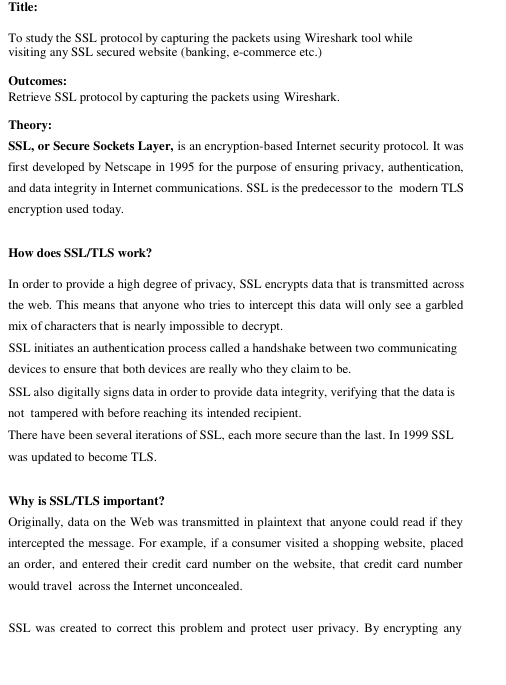 Title:
To study the SSL protocol by capturing the packets using Wireshark tool while
visiting any SSL secured website (banking, e-commerce etc.)
Outcomes:
Retrieve SSL protocol by capturing the packets using Wireshark.
Theory:
SSL, or Secure Sockets Layer, is an encryption-based Internet security protocol. It was
first developed by Netscape in 1995 for the purpose of ensuring privacy, authentication,
and data integrity in Internet communications. SSL is the predecessor to the modern TLS
encryption used today.
How does SSL/TLS work?
In order to provide a high degree of privacy, SSL encrypts data that is transmitted across
the web. This means that anyone who tries to intercept this data will only see a garbled
mix of characters that is nearly impossible to decrypt.
SSL initiates an authentication process called a handshake between two communicating
devices to ensure that both devices are really who they claim to be.
SSL also digitally signs data in order to provide data integrity, verifying that the data is
not tampered with before reaching its intended recipient.
There have been several iterations of SSL, each more secure than the last. In 1999 SSL
was updated to become TLS.
Why is SSL/TLS important?
Originally, data on the Web was transmitted in plaintext that anyone could read if they
intercepted the message. For example, if a consumer visited a shopping website, placed
an order, and entered their credit card number on the website, that credit card number
would travel across the Internet unconcealed.
SSL was created to correct this problem and protect user privacy. By encrypting any